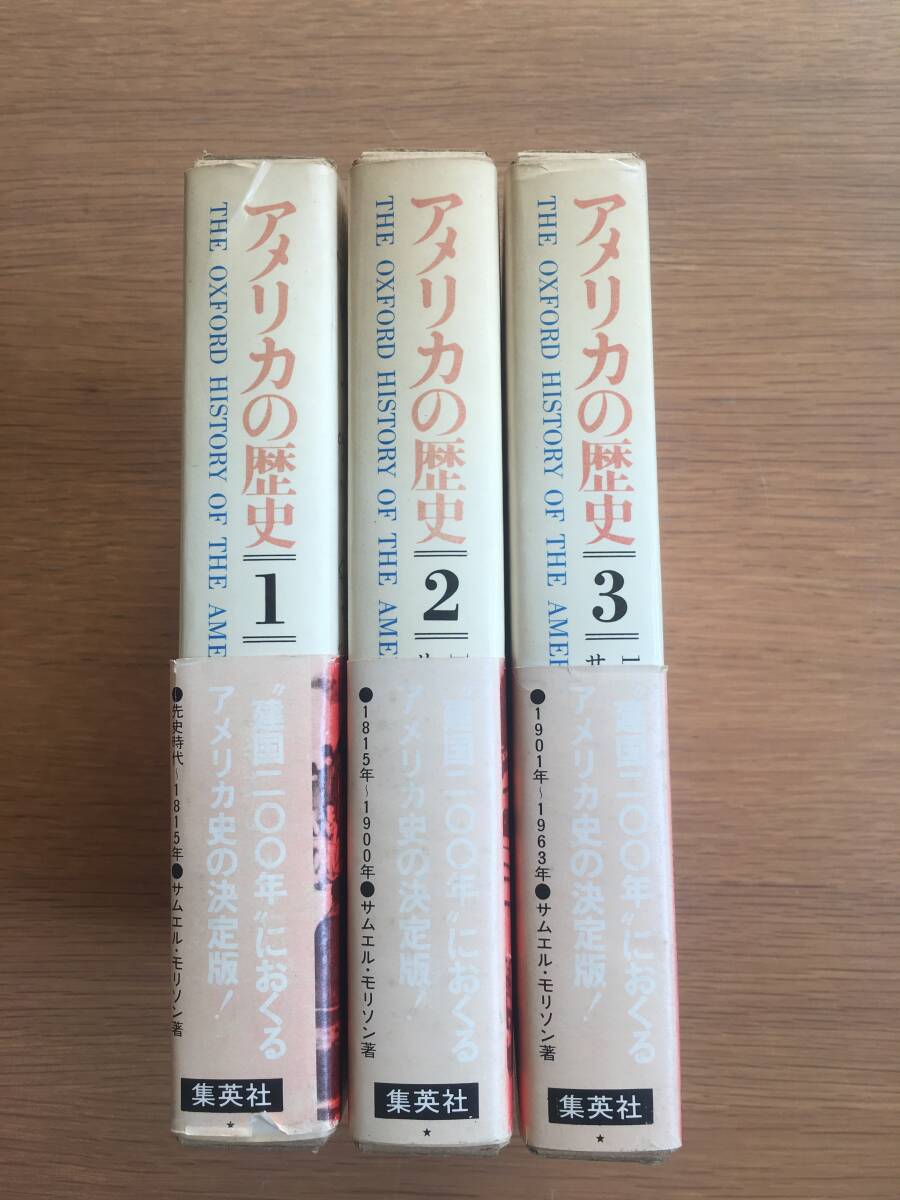 アメリカの歴史
THE OXFORD HISTORY OF THE AME
1
“建国二〇〇年”におくる
アメリカ史の決定版!
●先史時代~1815年●サムエル・モリソン著
集英社
★
アメリカの歴史
THE OXFORD HISTORY OF THE AME
2
サ
“建国二〇〇年”におくる
アメリカ史の決定版!
●1815年~1900年●サムエル・モリソン著
集英社
★
アメリカの歴史
THE OXFORD HISTORY OF THE AME
3
1
サ
“建国二〇〇年”におくる
アメリカ史の決定版!
●1901年~1963年●サムエル・モリソン著
集英社
★